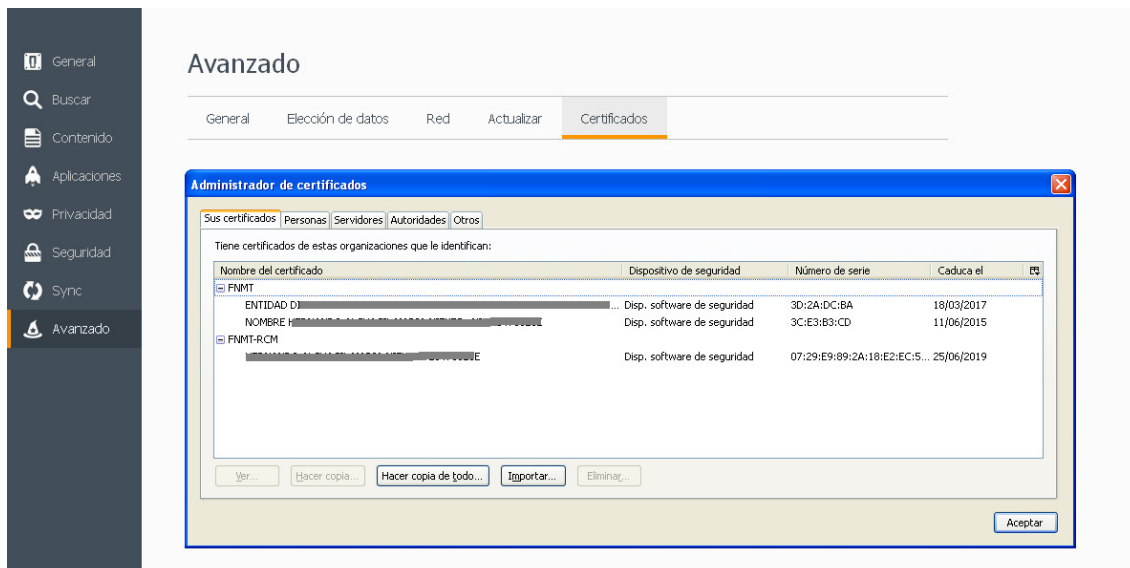 General
Buscar
Contenido
Aplicaciones
Privacidad
Seguridad
Sync
Avanzado
Avanzado
General Elección de datos Red Actualizar Certificados
Administrador de certificados
Sus certificados Personas Servidores Autoridades Otros
Tiene certificados de estas organizaciones que le identifican:
Nombre del certificado Dispositivo de seguridad Número de serie Caduca el
FNMT
ENTIDAD ... Disp. software de seguridad 3D:2A:DC:BA 18/03/2017
NOMBRE Disp. software de seguridad 3C:E3:B3:CD 11/06/2015
FNMT-RCM
Disp. software de seguridad 07:29:E9:89:2A:18:E2:EC:5... 25/06/2019
Ver... Hacer copia... Hacer copia de todo... Importar... Eliminar...
Aceptar